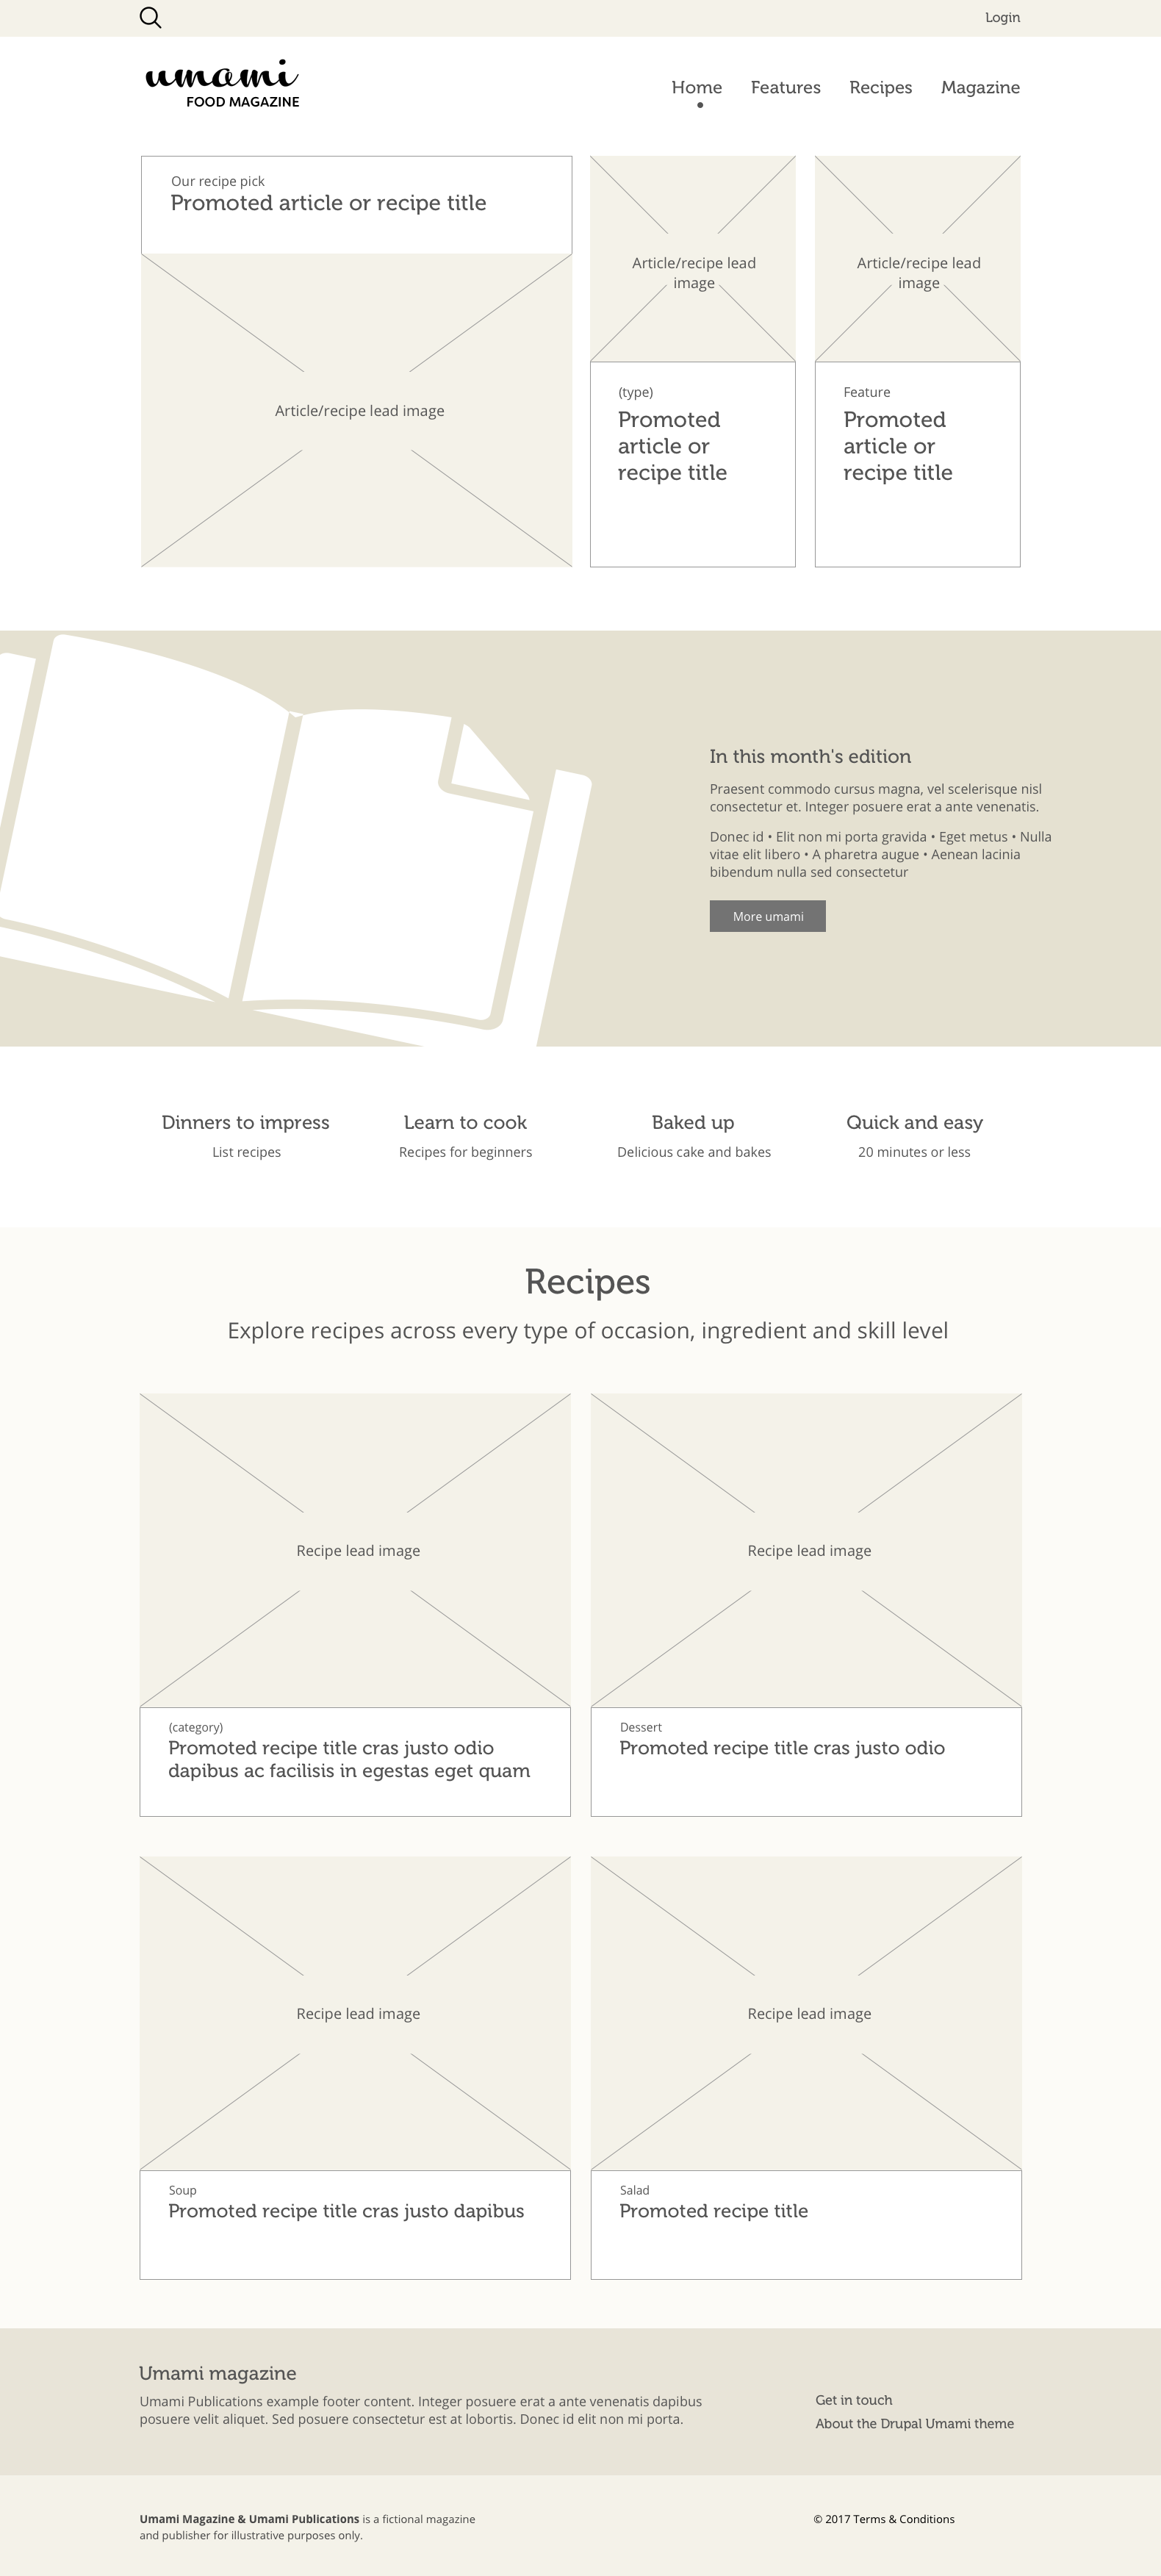 Login
umami
FOOD MAGAZINE
Home Features Recipes Magazine
Our recipe pick
Promoted article or recipe title
Article/recipe lead image
Article/recipe lead
image
(type)
Promoted
article or
recipe title
Article/recipe lead
image
Feature
Promoted
article or
recipe title
In this month's edition
Praesent commodo cursus magna, vel scelerisque nisl
consectetur et. Integer posuere erat a ante venenatis.
Donec id • Elit non mi porta gravida • Eget metus • Nulla
vitae elit libero • A pharetra augue • Aenean lacinia
bibendum nulla sed consectetur
More umami
Dinners to impress
List recipes
Learn to cook
Recipes for beginners
Baked up
Delicious cake and bakes
Quick and easy
20 minutes or less
Recipes
Explore recipes across every type of occasion, ingredient and skill level
Recipe lead image
(category)
Promoted recipe title cras justo odio
dapibus ac facilisis in egestas eget quam
Recipe lead image
Dessert
Promoted recipe title cras justo odio
Recipe lead image
Soup
Promoted recipe title cras justo dapibus
Recipe lead image
Salad
Promoted recipe title
Umami magazine
Umami Publications example footer content. Integer posuere erat a ante venenatis dapibus
posuere velit aliquet. Sed posuere consectetur est at lobortis. Donec id elit non mi porta.
Get in touch
About the Drupal Umami theme
Umami Magazine & Umami Publications is a fictional magazine
and publisher for illustrative purposes only.
© 2017 Terms & Conditions